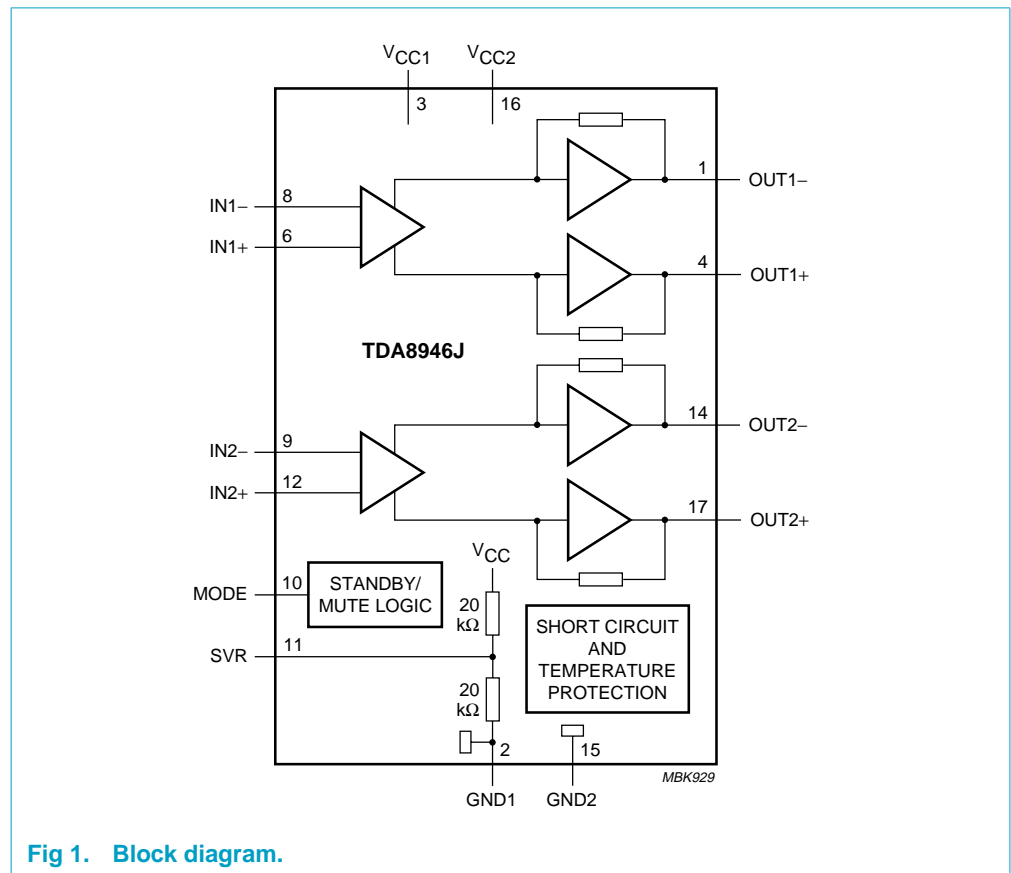 VCC1 VCC2
3 16
1 OUT1−
IN1− 8
IN1+ 6
4 OUT1+
TDA8946J
14 OUT2−
IN2− 9
IN2+ 12
17 OUT2+
VCC
MODE 10
STANDBY/
MUTE LOGIC
20
kΩ
SHORT CIRCUIT
AND
TEMPERATURE
PROTECTION
SVR 11
20
kΩ
2 15
MBK929
GND1 GND2
Fig 1. Block diagram.